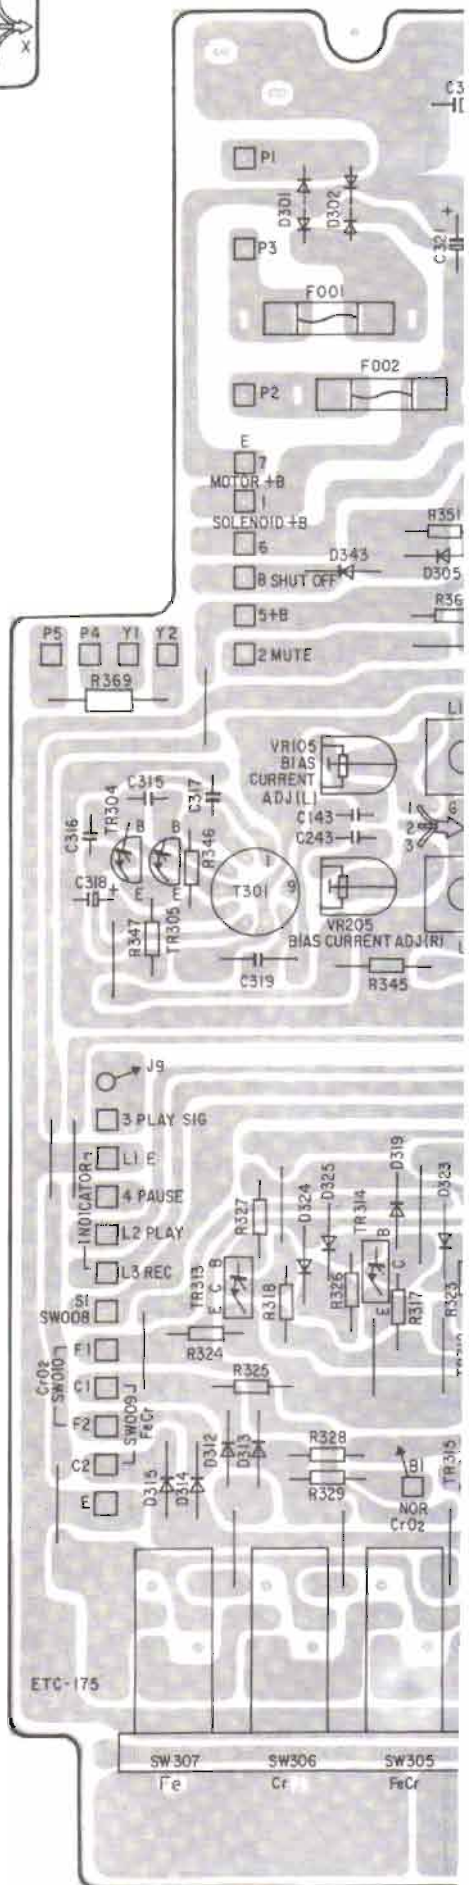 X
C3
P1
D301
D302
P3
+
C321
F001
F002
P2
E
7
MOTOR +B
1
SOLENOID +B
6
R351
D343
8 SHUT OFF
D305
5 +B
R36
P5 P4 Y1 Y2
2 MUTE
R369
L1
VR105
BIAS
CURRENT
ADJ(L)
C315
C317
TR304
C316
C143
C243
1
2
3
G
B
B
R346
C318
+
E
E
1
T301
9
R347
TR305
VR205
BIAS CURRENT ADJ(R)
C319
R345
J9
3 PLAY SIG
L1 E
INDICATOR
4 PAUSE
L2 PLAY
L3 REC
D319
D325
D324
TR314
D323
R327
B
C
E
TR313
B
C
E
R318
R326
R317
R323
S1
SW008
R324
F1
CrO2
SW010
C1
SW009
FeCr
R325
F2
C2
D312
D313
R328
R329
B1
TR315
E
D315
D314
NOR
CrO2
ETC-175
SW307 SW306 SW305
Fe Cr FeCr